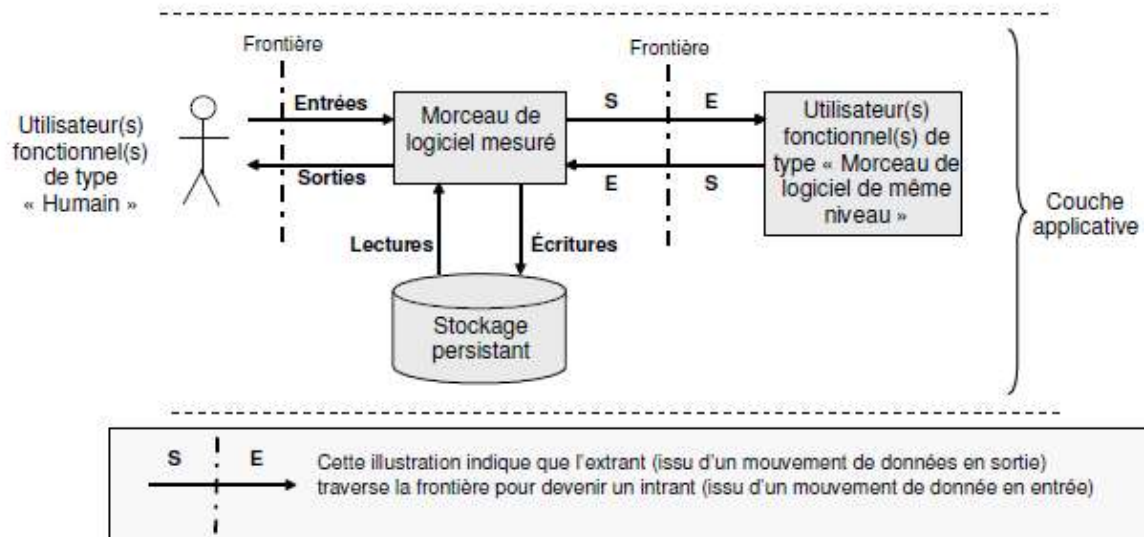 Frontière
Frontière
Utilisateur(s)
fonctionnel(s)
de type
« Humain »
Entrées
Sorties
Morceau de
logiciel mesuré
S E
E S
Utilisateur(s)
fonctionnel(s) de
type « Morceau de
logiciel de même
niveau »
Couche
applicative
Lectures
Écritures
Stockage
persistant
S E
Cette illustration indique que l'extrant (issu d'un mouvement de données en sortie)
traverse la frontière pour devenir un intrant (issu d'un mouvement de donnée en entrée)